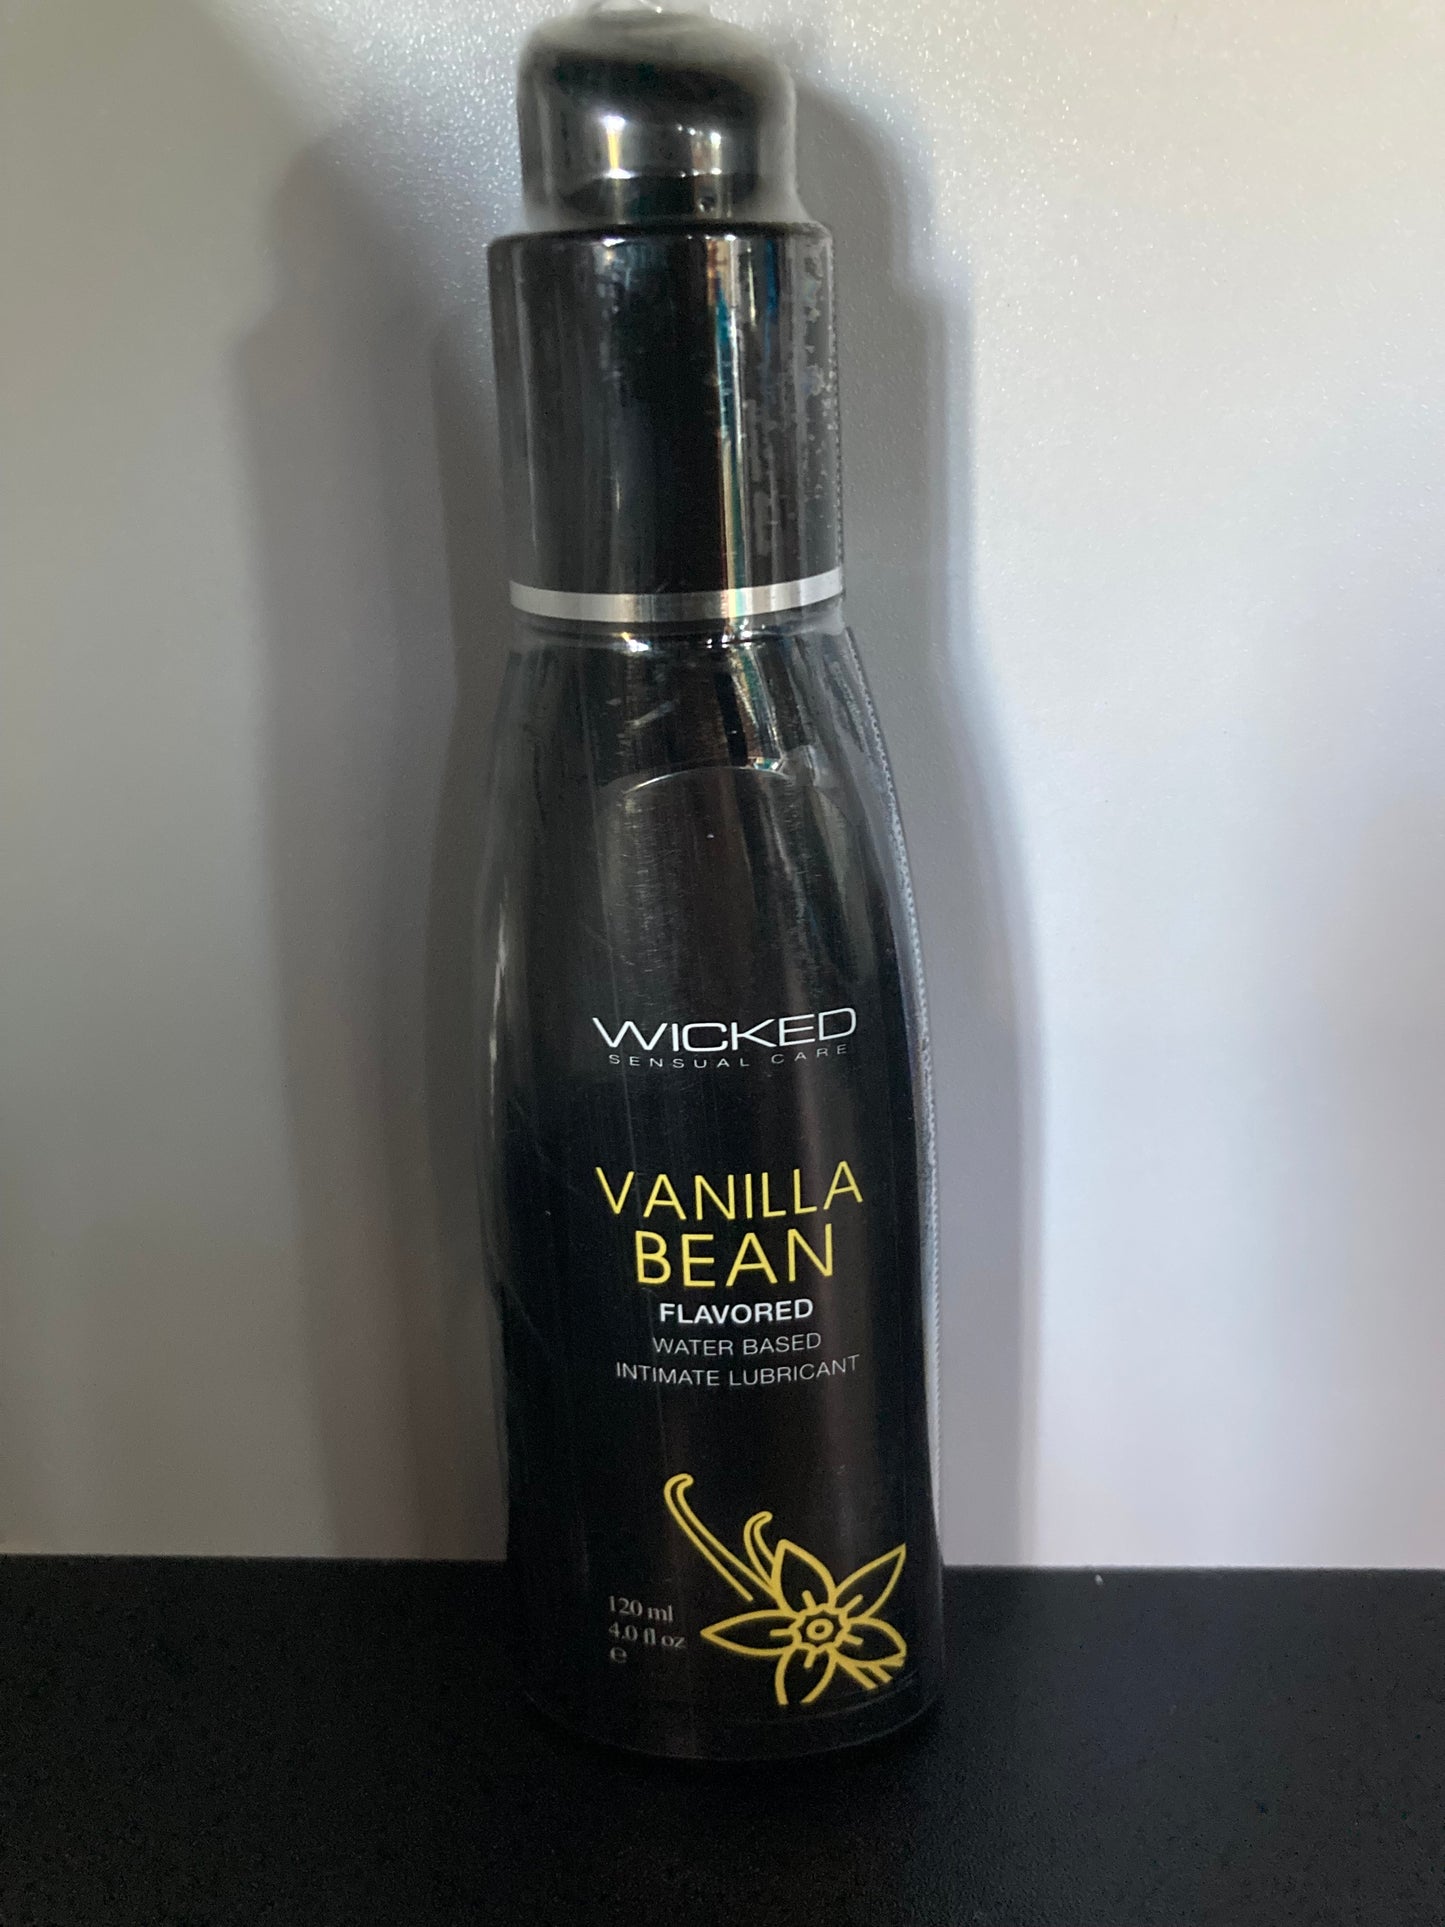 WICKED
SENSUAL CARE
VANILLA
BEAN
FLAVORED
WATER BASED
INTIMATE LUBRICANT
120 ml
4.0 fl oz
℮